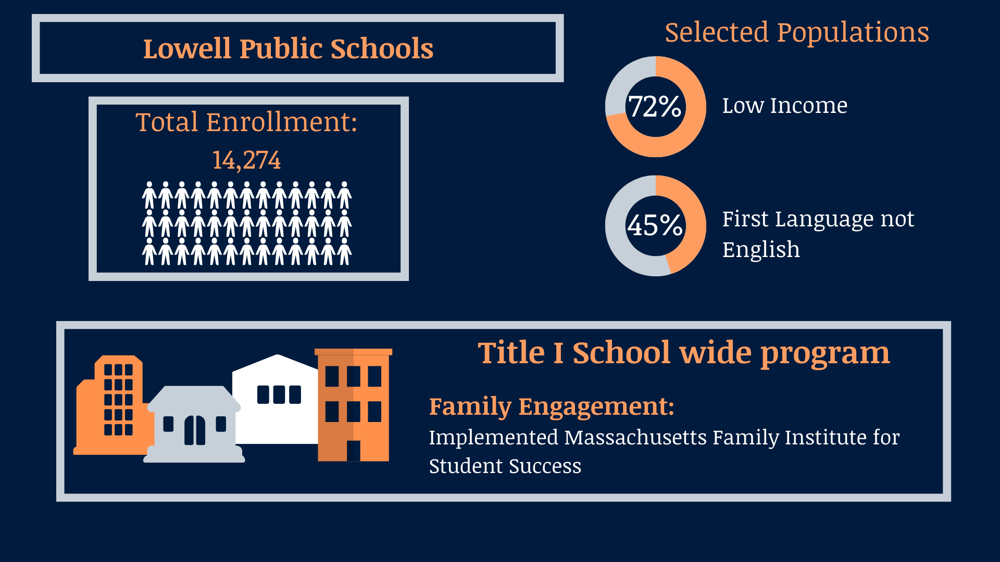 Lowell Public Schools
Total Enrollment:
14,274
Selected Populations
72%
Low Income
45%
First Language not
English
Title I School wide program
Family Engagement:
Implemented Massachusetts Family Institute for
Student Success